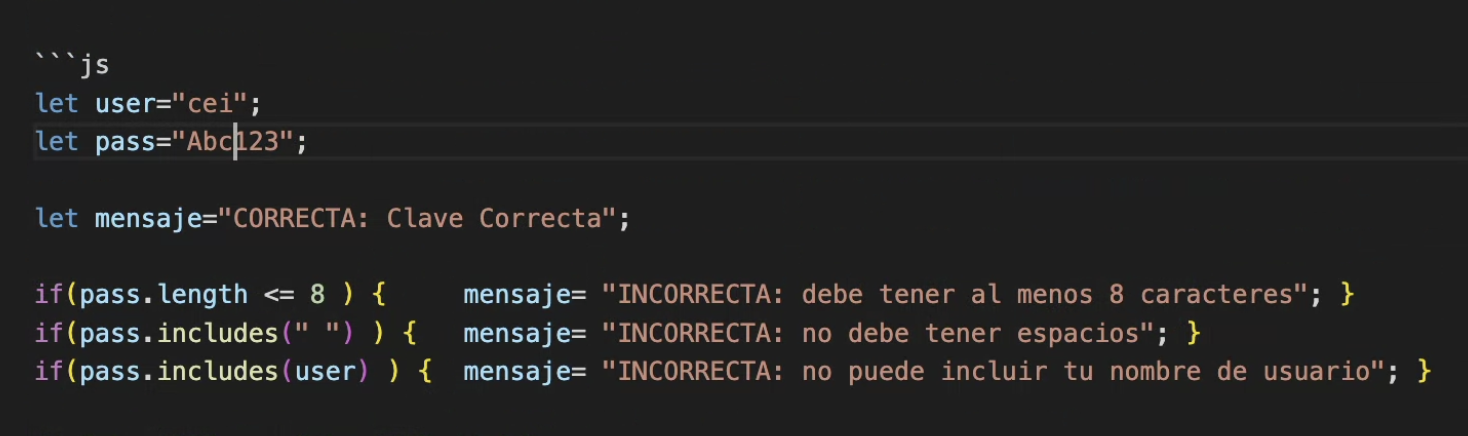 ```js
let user="cei";
let pass="Abc123";
let mensaje="CORRECTA: Clave Correcta";
if(pass.length <= 8 ) {     mensaje= "INCORRECTA: debe tener al menos 8 caracteres"; }
if(pass.includes(" ") ) {   mensaje= "INCORRECTA: no debe tener espacios"; }
if(pass.includes(user) ) {  mensaje= "INCORRECTA: no puede incluir tu nombre de usuario"; }